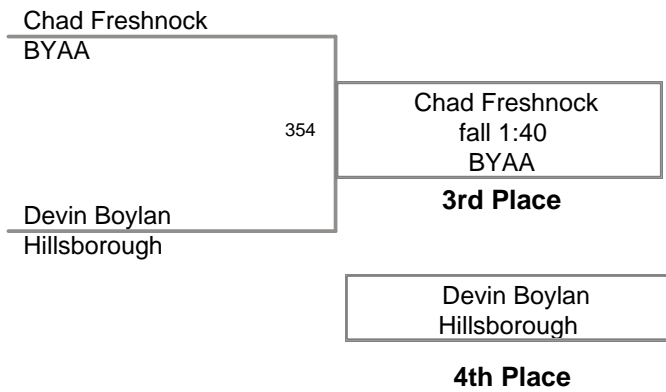 Chad Freshnock
BYAA
354
Chad Freshnock
fall 1:40
BYAA
3rd Place
Devin Boylan
Hillsborough
Devin Boylan
Hillsborough
4th Place